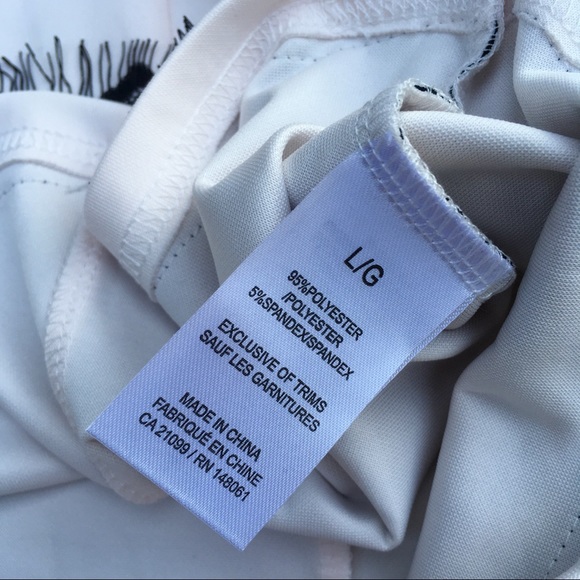 L/G
95%POLYESTER
/POLYESTER
5%SPANDEX/SPANDEX
EXCLUSIVE OF TRIMS
SAUF LES GARNITURES
MADE IN CHINA
FABRIQUÉ EN CHINE
CA 21099 / RN 148061